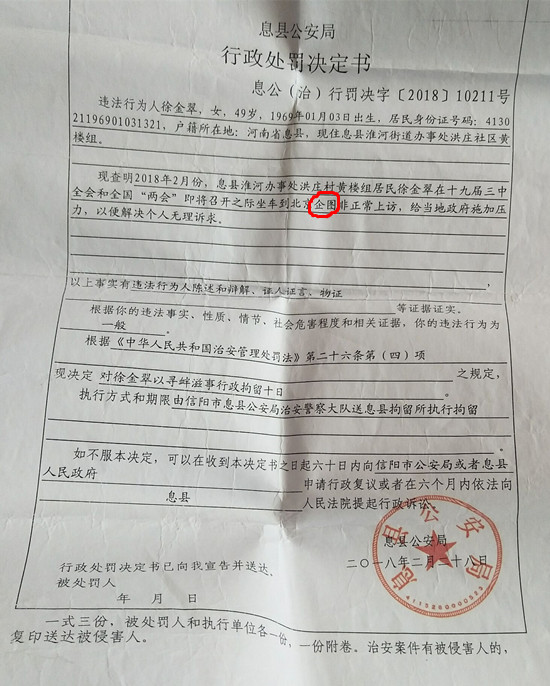 息县公安局
行政处罚决定书
息公（治）行罚决字〔2018〕10211号
违法行为人徐金翠，女，49岁，1969年01月03日出生，居民身份证号码：4130
21196901031321，户籍所在地：河南省息县，现住息县淮河街道办事处洪庄社区黄
楼组。
现查明2018年2月份，息县淮河办事处洪庄村黄楼组居民徐金翠在十九届三中
全会和全国“两会”即将召开之际坐车到北京企图非正常上访，给当地政府施加压
力，以便解决个人无理诉求。
以上事实有违法行为人陈述和辩解、证人证言、物证
等证据证实。
根据你的违法事实、性质、情节、社会危害程度和相关证据，你的违法行为为
一般。
根据《中华人民共和国治安管理处罚法》第二十六条第（四）项
之规定，
现决定 对徐金翠以寻衅滋事行政拘留十日
执行方式和期限由信阳市息县公安局治安警察大队送息县拘留所执行拘留
如不服本决定，可以在收到本决定书之日起六十日内向信阳市公安局或者息县
人民政府
申请行政复议或者在六个月内依法向
息县
人民法院提起行政诉讼。
息县公安局
二〇一八年二月二十八日
息县公安局
4115280000523
行政处罚决定书已向我宣告并送达。
被处罚人
年 月 日
一式三份，被处罚人和执行单位各一份，一份附卷。治安案件有被侵害人的，
复印送达被侵害人。